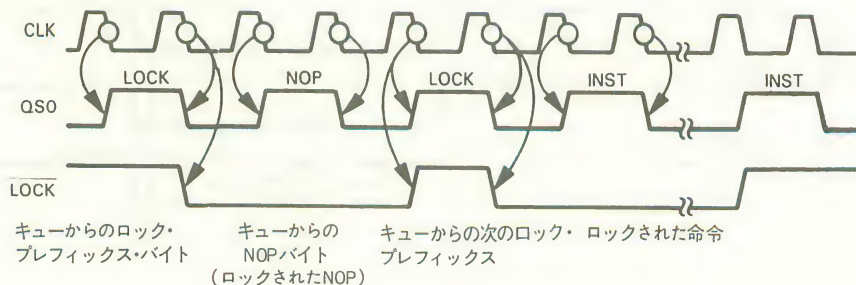 CLK
LOCK
NOP
LOCK
INST
INST
QS0
LOCK
キューからのロック・
プレフィックス・バイト
キューからの
NOPバイト
(ロックされたNOP)
キューからの次のロック・
プレフィックス
ロックされた命令